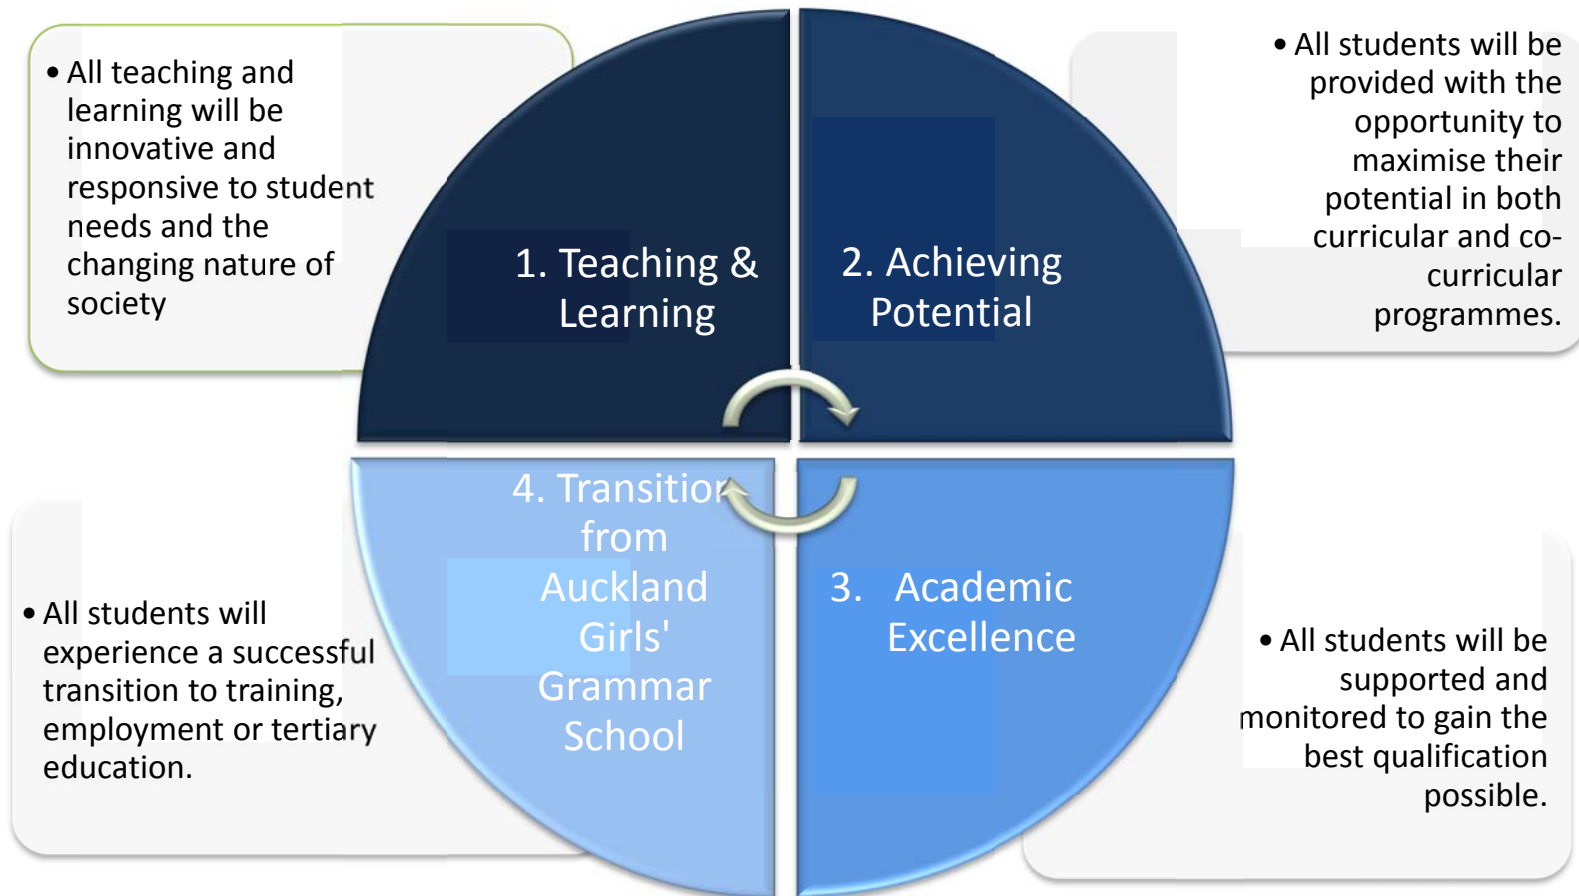 • All teaching and
learning will be
innovative and
responsive to student
needs and the
changing nature of
society
1. Teaching &
Learning
2. Achieving
Potential
• All students will be
provided with the
opportunity to
maximise their
potential in both
curricular and co-
curricular
programmes.
• All students will
experience a successful
transition to training,
employment or tertiary
education.
4. Transition
from
Auckland
Girls'
Grammar
School
3. Academic
Excellence
• All students will be
supported and
monitored to gain the
best qualification
possible.